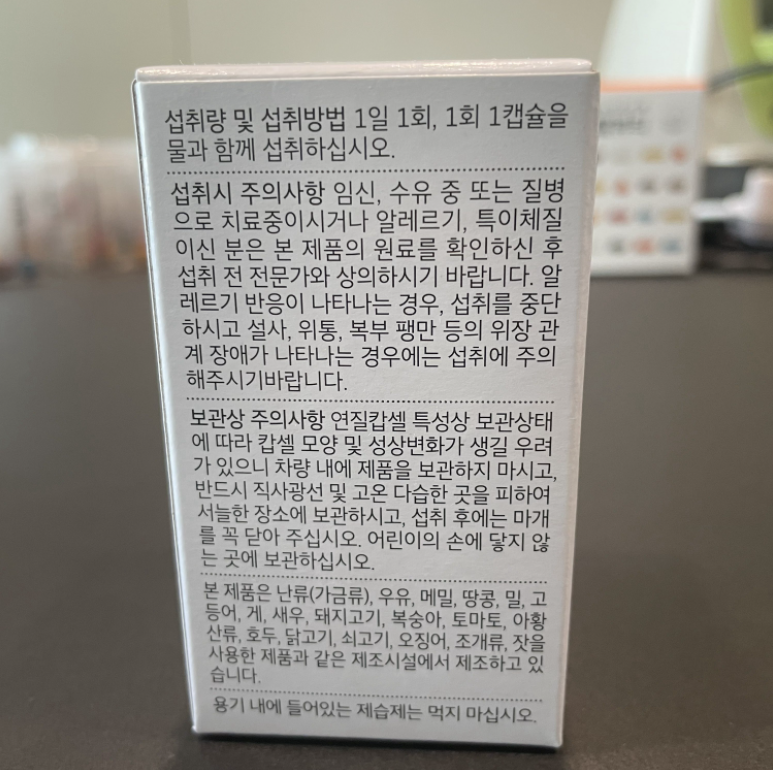 섭취량 및 섭취방법 1일 1회, 1회 1캡슐을
물과 함께 섭취하십시오.
섭취시 주의사항 임신, 수유 중 또는 질병
으로 치료중이시거나 알레르기, 특이체질
이신 분은 본 제품의 원료를 확인하신 후
섭취 전 전문가와 상의하시기 바랍니다. 알
레르기 반응이 나타나는 경우, 섭취를 중단
하시고 설사, 위통, 복부 팽만 등의 위장 관
계 장애가 나타나는 경우에는 섭취에 주의
해주시기바랍니다.
보관상 주의사항 연질캅셀 특성상 보관상태
에 따라 캅셀 모양 및 성상변화가 생길 우려
가 있으니 차량 내에 제품을 보관하지 마시고,
반드시 직사광선 및 고온 다습한 곳을 피하여
서늘한 장소에 보관하시고, 섭취 후에는 마개
를 꼭 닫아 주십시오. 어린이의 손에 닿지 않
는 곳에 보관하십시오.
본 제품은 난류(가금류), 우유, 메밀, 땅콩, 밀, 고
등어, 게, 새우, 돼지고기, 복숭아, 토마토, 아황
산류, 호두, 닭고기, 쇠고기, 오징어, 조개류, 잣을
사용한 제품과 같은 제조시설에서 제조하고 있
습니다.
용기 내에 들어있는 제습제는 먹지 마십시오.